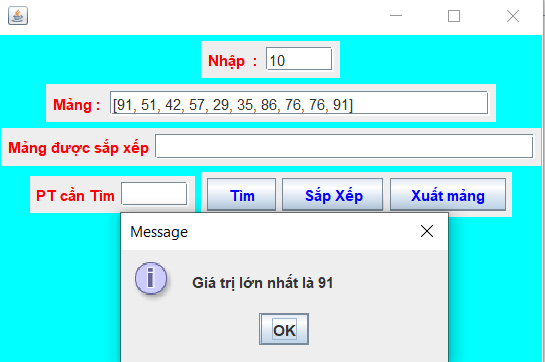 Nhập : 10
Mảng : [91, 51, 42, 57, 29, 35, 86, 76, 76, 91]
Mảng được sắp xếp
PT cần Tìm Tìm Sắp Xếp Xuất mảng
Message
Giá trị lớn nhất là 91
OK